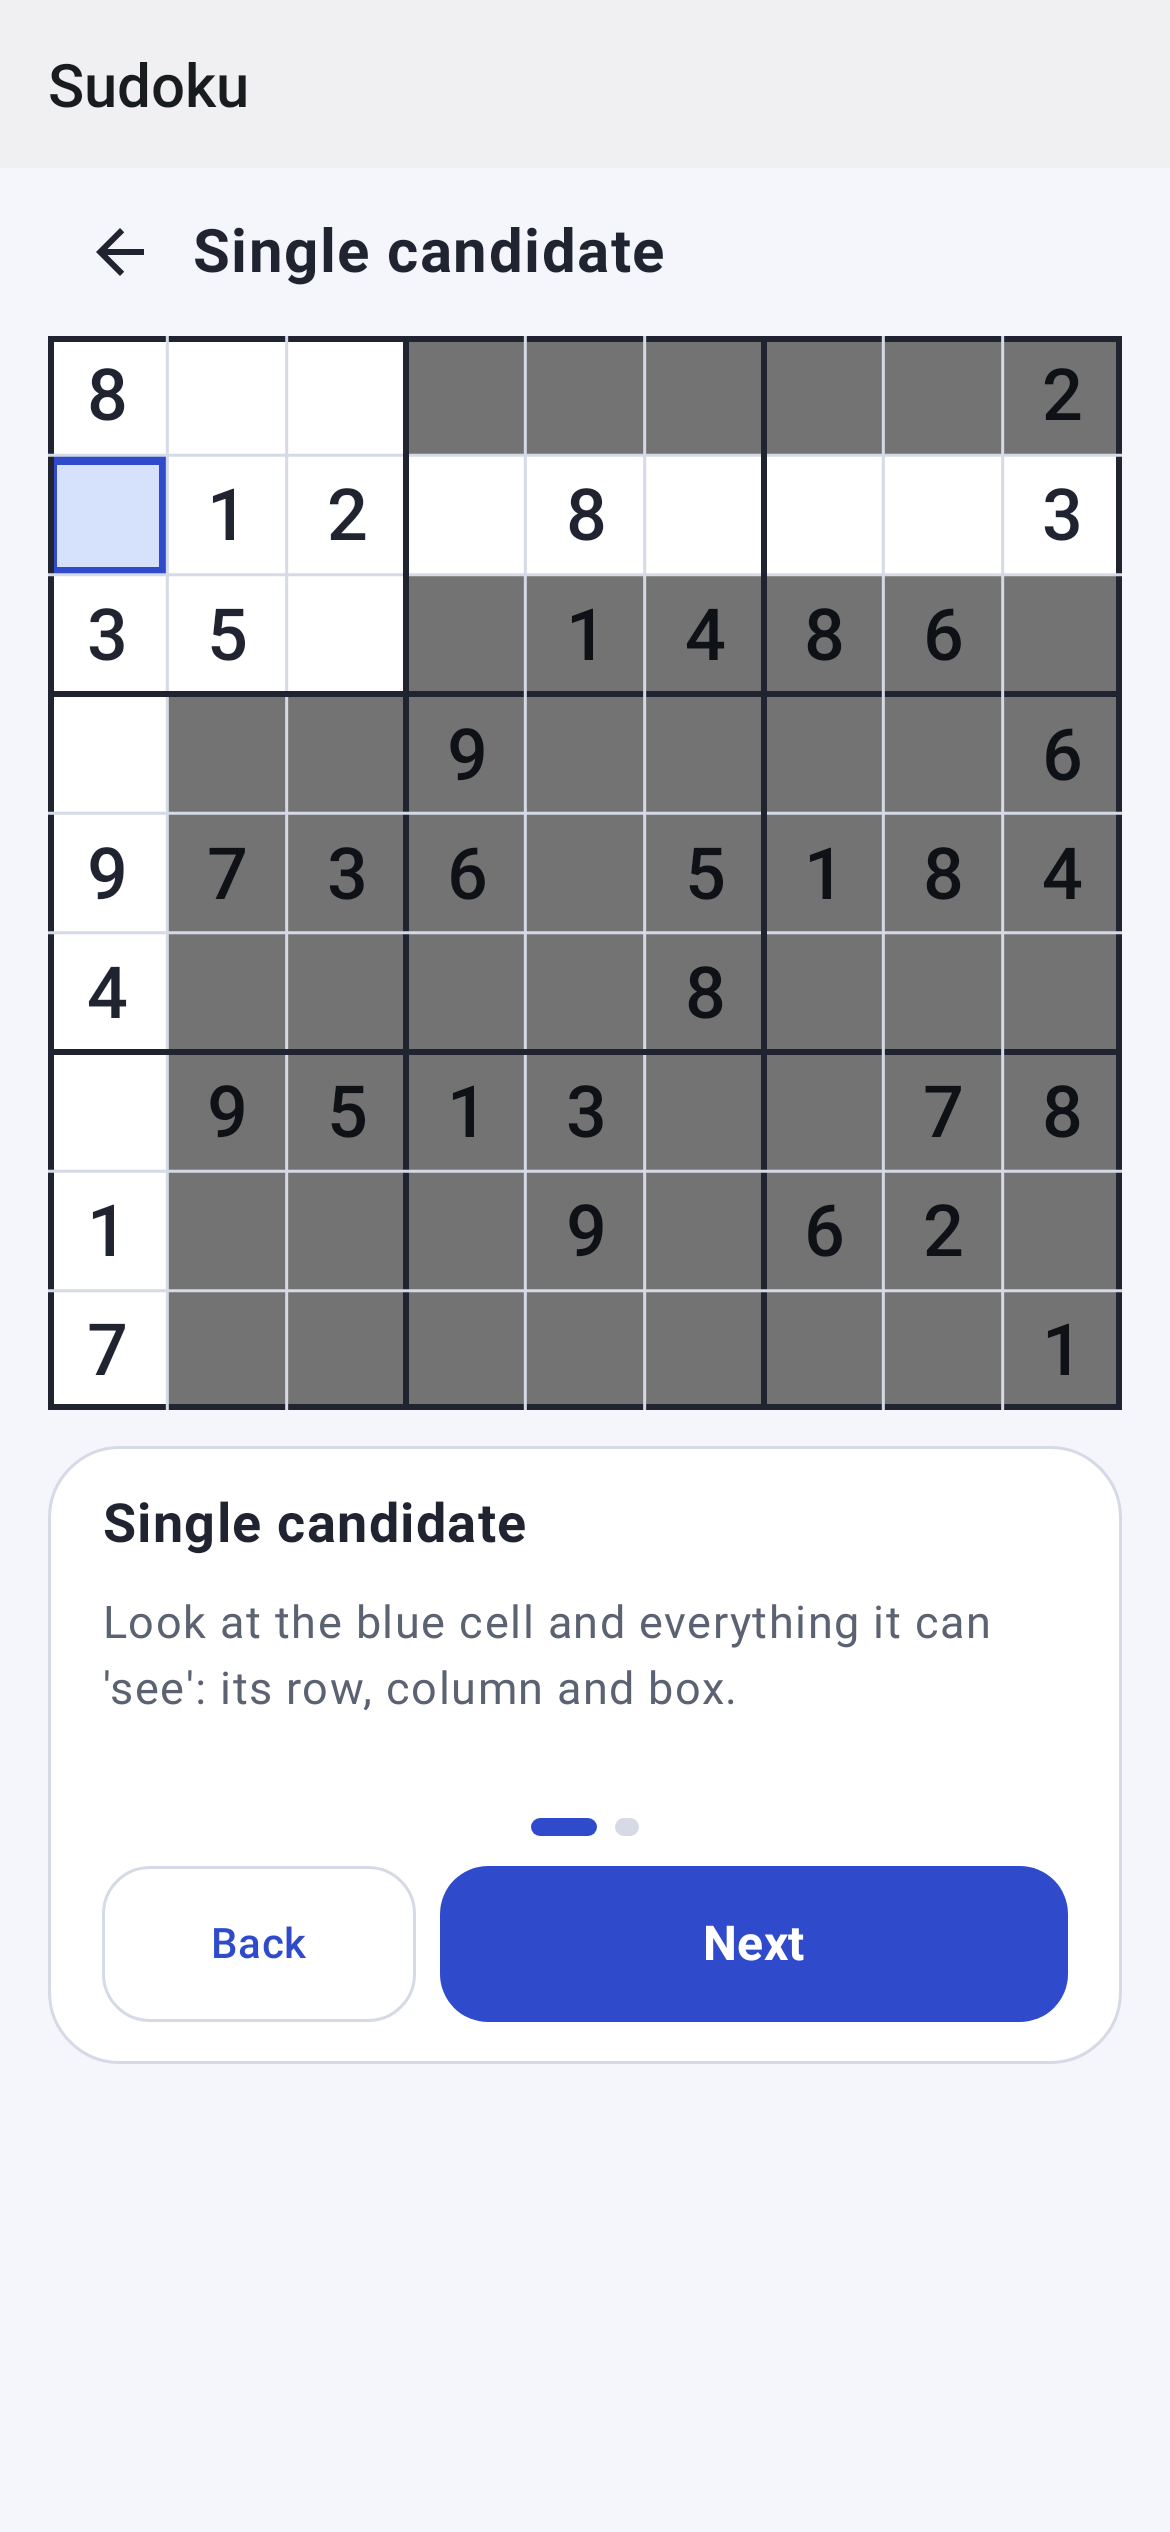 Sudoku
Single candidate
8 2
1 2 8 3
3 5 1 4 8 6
9 6
9 7 3 6 5 1 8 4
4 8
9 5 1 3 7 8
1 9 6 2
7 1
Single candidate
Look at the blue cell and everything it can
'see': its row, column and box.
Back Next